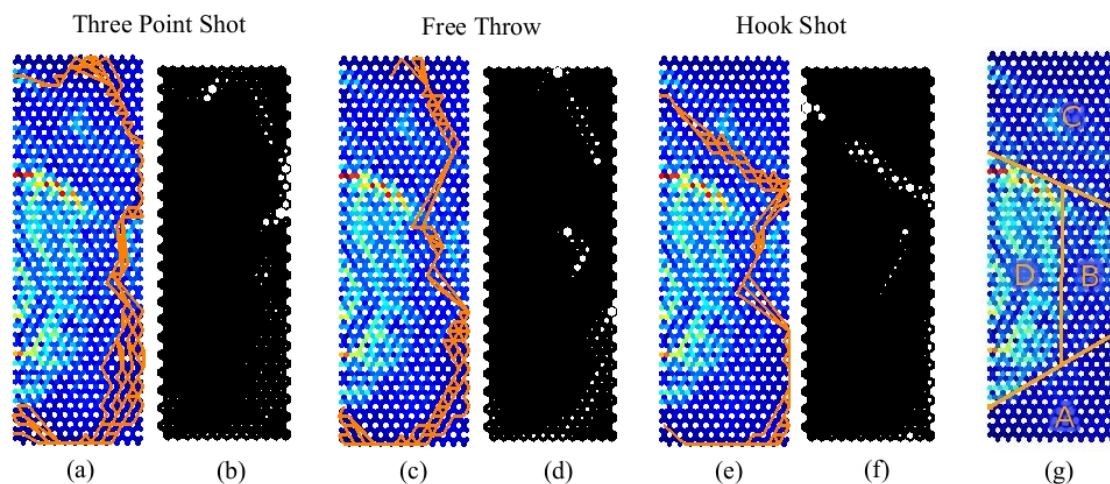 Three Point Shot Free Throw Hook Shot
C
D B
A
(a) (b) (c) (d) (e) (f) (g)